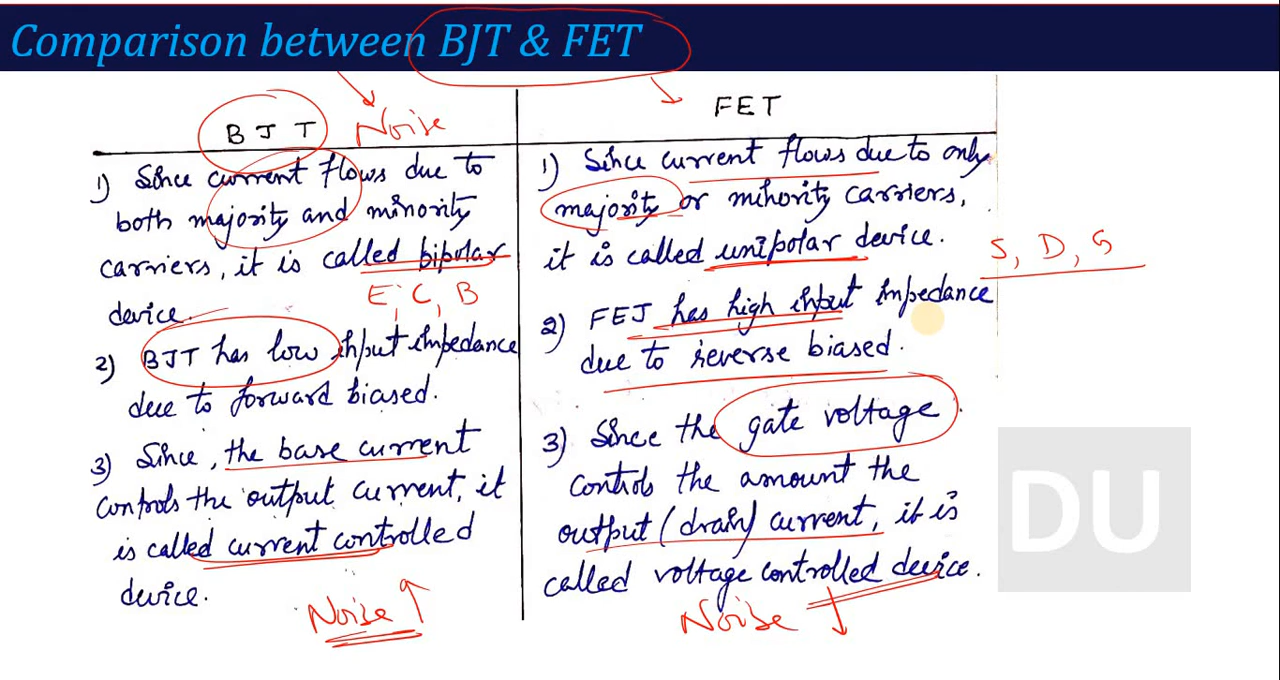 Comparison between BJT & FET
BJT Noise
1) Since current flows due to
both majority and minority
carriers, it is called bipolar
E, C, B
device.
2) BJT has low input impedance
due to forward biased.
3) Since, the base current
controls the output current, it
is called current controlled
device.
Noise ↑
FET
1) Since current flows due to only
majority or minority carriers,
it is called unipolar device.
S, D, G
2) FET has high input impedance
due to reverse biased.
3) Since the gate voltage
controls the amount the
output (drain) current, it is
called voltage controlled device.
Noise ↓
DU